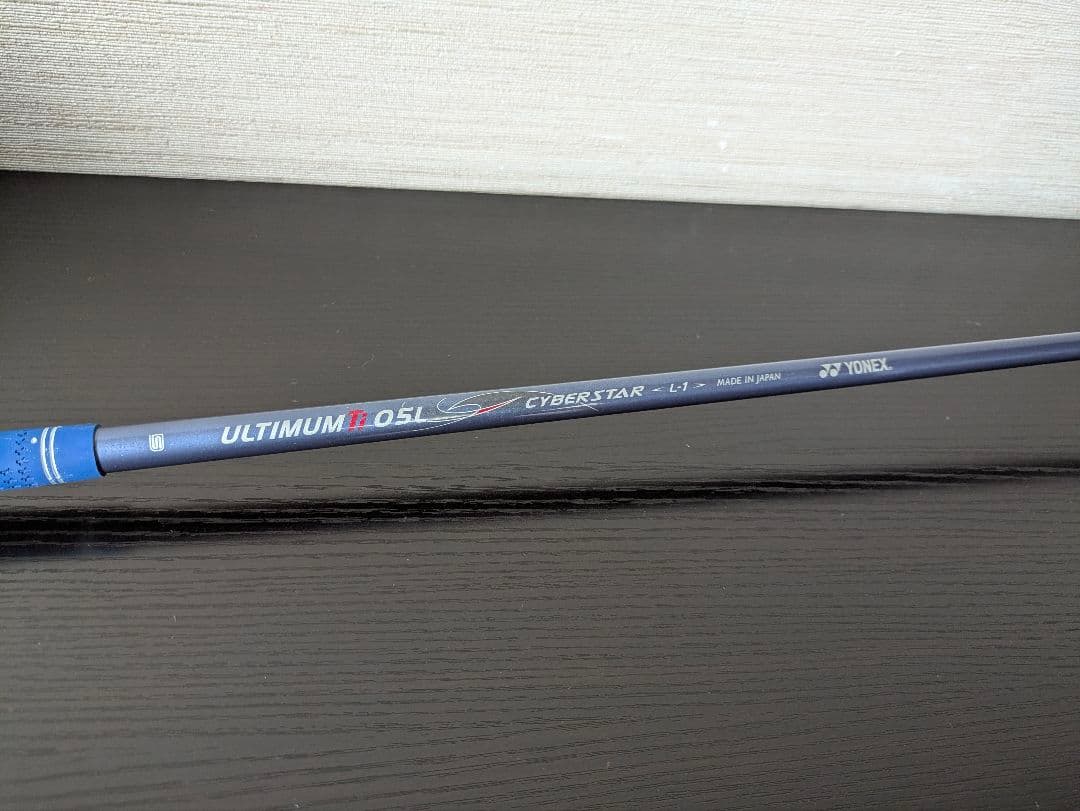 S ULTIMUM Ti 05L CYBERSTAR < L-1 > MADE IN JAPAN YONEX